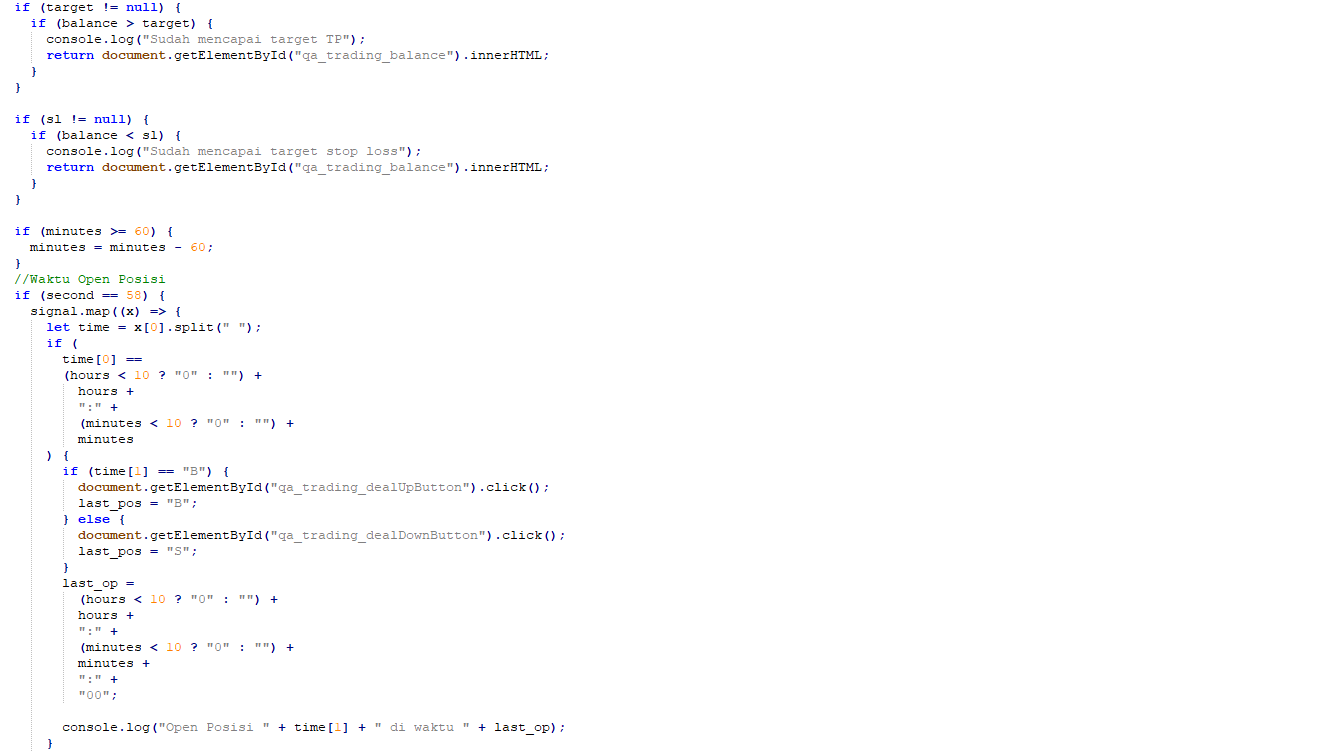 if (target != null) {
if (balance > target) {
console.log("Sudah mencapai target TP");
return document.getElementById("qa_trading_balance").innerHTML;
}
}
if (sl != null) {
if (balance < sl) {
console.log("Sudah mencapai target stop loss");
return document.getElementById("qa_trading_balance").innerHTML;
}
}
if (minutes >= 60) {
minutes = minutes - 60;
}
//Waktu Open Posisi
if (second == 58) {
signal.map((x) => {
let time = x[0].split(" ");
if (
time[0] ==
(hours < 10 ? "0" : "") +
hours +
":" +
(minutes < 10 ? "0" : "") +
minutes
) {
if (time[1] == "B") {
document.getElementById("qa_trading_dealUpButton").click();
last_pos = "B";
} else {
document.getElementById("qa_trading_dealDownButton").click();
last_pos = "S";
}
last_op =
(hours < 10 ? "0" : "") +
hours +
":" +
(minutes < 10 ? "0" : "") +
minutes +
":" +
"00";
console.log("Open Posisi " + time[1] + " di waktu " + last_op);
}